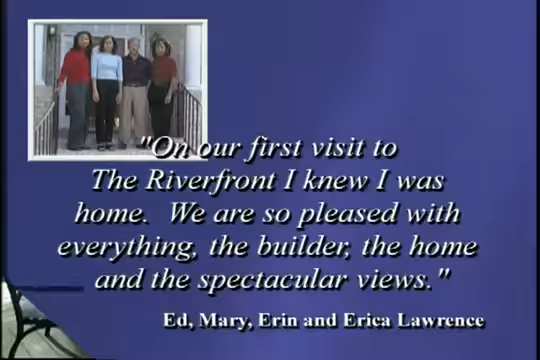 "On our first visit to
The Riverfront I knew I was
home. We are so pleased with
everything, the builder, the home
and the spectacular views."
Ed, Mary, Erin and Erica Lawrence